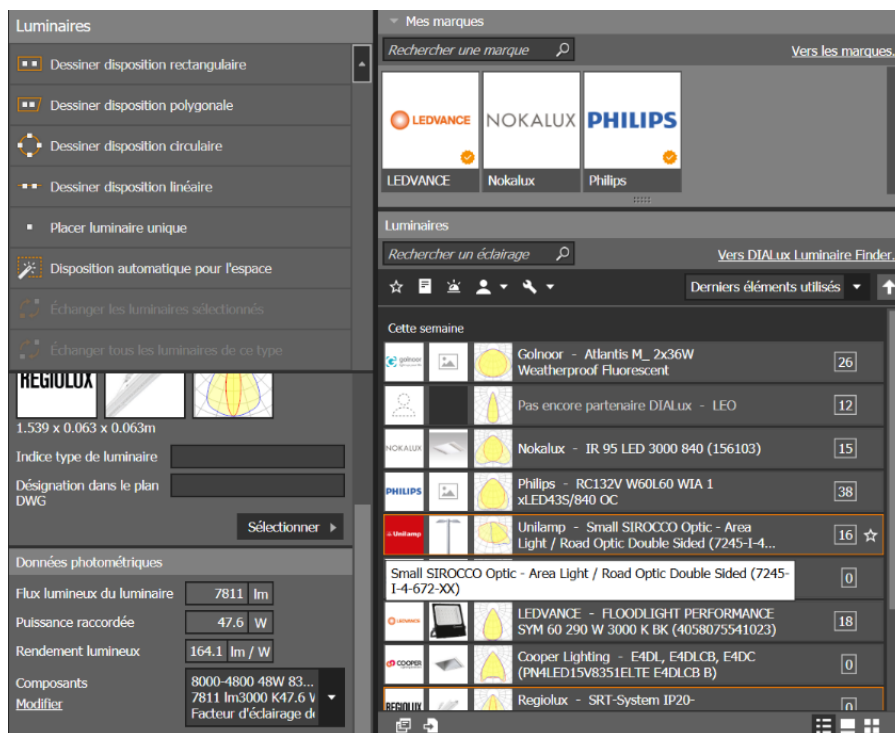 Luminaires
Dessiner disposition rectangulaire
Dessiner disposition polygonale
Dessiner disposition circulaire
Dessiner disposition linéaire
Placer luminaire unique
Disposition automatique pour l'espace
Échanger les luminaires sélectionnés
Échanger tous les luminaires de ce type
REGIOLUX
1.539 x 0.063 x 0.063m
Indice type de luminaire
Désignation dans le plan
DWG
Sélectionner
Données photométriques
Flux lumineux du luminaire 7811 lm
Puissance raccordée 47.6 W
Rendement lumineux 164.1 lm / W
Composants
Modifier
8000-4800 48W 83...
7811 lm3000 K47.6 V
Facteur d'éclairage d
Mes marques
Rechercher une marque
Vers les marques.
LEDVANCE NOKALUX PHILIPS
LEDVANCE Nokalux Philips
Luminaires
Rechercher un éclairage
Vers DIALux Luminaire Finder.
Derniers éléments utilisés
Cette semaine
golnoor
Golnoor - Atlantis M_ 2x36W
Weatherproof Fluorescent
26
Pas encore partenaire DIALux - LEO
12
NOKALUX
Nokalux - IR 95 LED 3000 840 (156103)
15
PHILIPS
Philips - RC132V W60L60 WIA 1
xLED43S/840 OC
38
Unilamp
Unilamp - Small SIROCCO Optic - Area
Light / Road Optic Double Sided (7245-I-4...
16
Small SIROCCO Optic - Area Light / Road Optic Double Sided (7245-
I-4-672-XX)
0
LEDVANCE
LEDVANCE - FLOODLIGHT PERFORMANCE
SYM 60 290 W 3000 K BK (4058075541023)
18
COOPER
Cooper Lighting - E4DL, E4DLCB, E4DC
(PN4LED15V8351ELTE E4DLCB B)
0
REGIOLUX
Regiolux - SRT-System IP20-
0